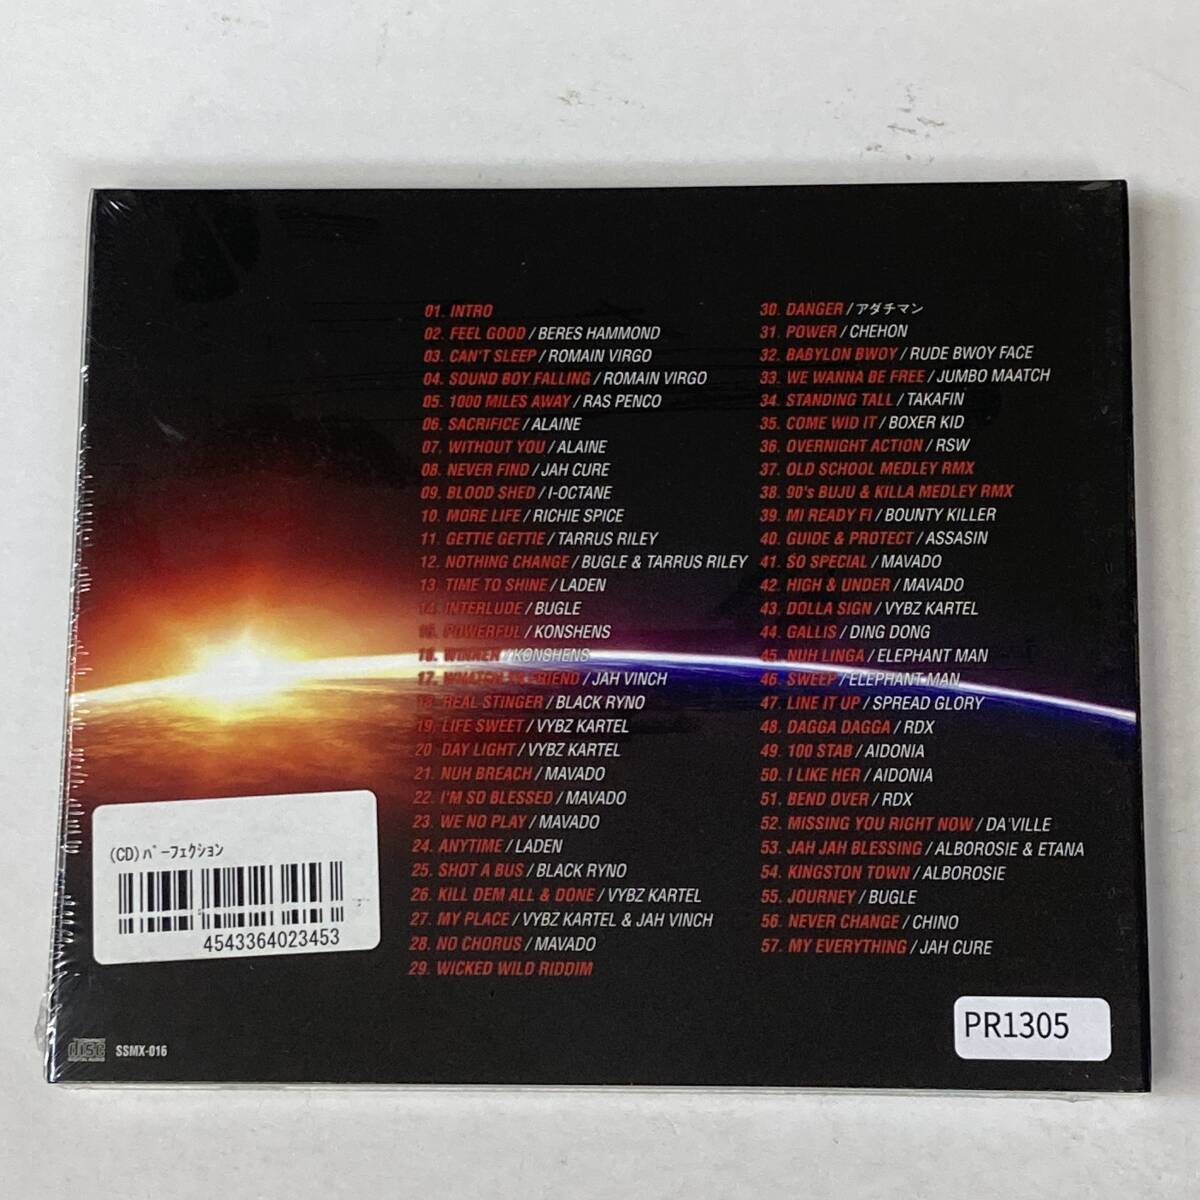 01. INTRO
02. FEEL GOOD / BERES HAMMOND
03. CAN'T SLEEP / ROMAIN VIRGO
04. SOUND BOY FALLING / ROMAIN VIRGO
05. 1000 MILES AWAY / RAS PENCO
06. SACRIFICE / ALAINE
07. WITHOUT YOU / ALAINE
08. NEVER FIND / JAH CURE
09. BLOOD SHED / I-OCTANE
10. MORE LIFE / RICHIE SPICE
11. GETTIE GETTIE / TARRUS RILEY
12. NOTHING CHANGE / BUGLE & TARRUS RILEY
13. TIME TO SHINE / LADEN
14. INTERLUDE / BUGLE
15. POWERFUL / KONSHENS
16. WINNER / KONSHENS
17. FRIEND / JAH VINCH
18. REAL STINGER / BLACK RYNO
19. LIFE SWEET / VYBZ KARTEL
20. DAY LIGHT / VYBZ KARTEL
21. NUH BREACH / MAVADO
22. I'M SO BLESSED / MAVADO
23. WE NO PLAY / MAVADO
24. ANYTIME / LADEN
25. SHOT A BUS / BLACK RYNO
26. KILL DEM ALL & DONE / VYBZ KARTEL
27. MY PLACE / VYBZ KARTEL & JAH VINCH
28. NO CHORUS / MAVADO
29. WICKED WILD RIDDIM
30. DANGER / アダチマン
31. POWER / CHEHON
32. BABYLON BWOY / RUDE BWOY FACE
33. WE WANNA BE FREE / JUMBO MAATCH
34. STANDING TALL / TAKAFIN
35. COME WID IT / BOXER KID
36. OVERNIGHT ACTION / RSW
37. OLD SCHOOL MEDLEY RMX
38. 90's BUJU & KILLA MEDLEY RMX
39. MI READY FI / BOUNTY KILLER
40. GUIDE & PROTECT / ASSASIN
41. SO SPECIAL / MAVADO
42. HIGH & UNDER / MAVADO
43. DOLLA SIGN / VYBZ KARTEL
44. GALLIS / DING DONG
45. NUH LINGA / ELEPHANT MAN
46. SWEEP / ELEPHANT MAN
47. LINE IT UP / SPREAD GLORY
48. DAGGA DAGGA / RDX
49. 100 STAB / AIDONIA
50. I LIKE HER / AIDONIA
51. BEND OVER / RDX
52. MISSING YOU RIGHT NOW / DA'VILLE
53. JAH JAH BLESSING / ALBOROSIE & ETANA
54. KINGSTON TOWN / ALBOROSIE
55. JOURNEY / BUGLE
56. NEVER CHANGE / CHINO
57. MY EVERYTHING / JAH CURE
(CD)ﾊﾟｰﾌｪｸｼｮﾝ
4543364023453
disc
DIGITAL AUDIO
SSMX-016
PR1305